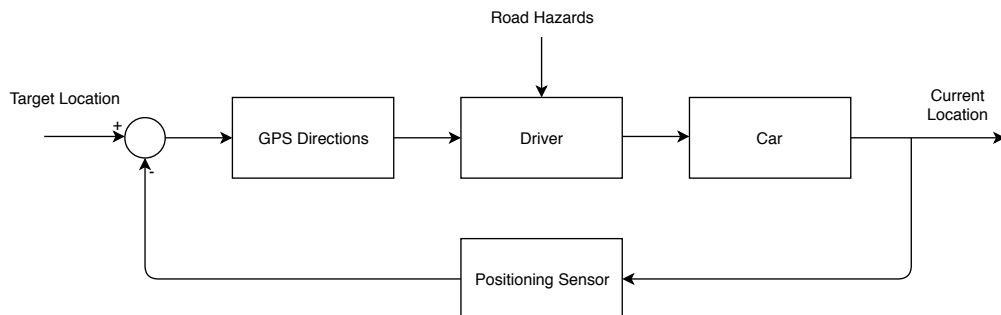 Road Hazards
Target Location
Current
Location
+
GPS Directions
Driver
Car
-
Positioning Sensor